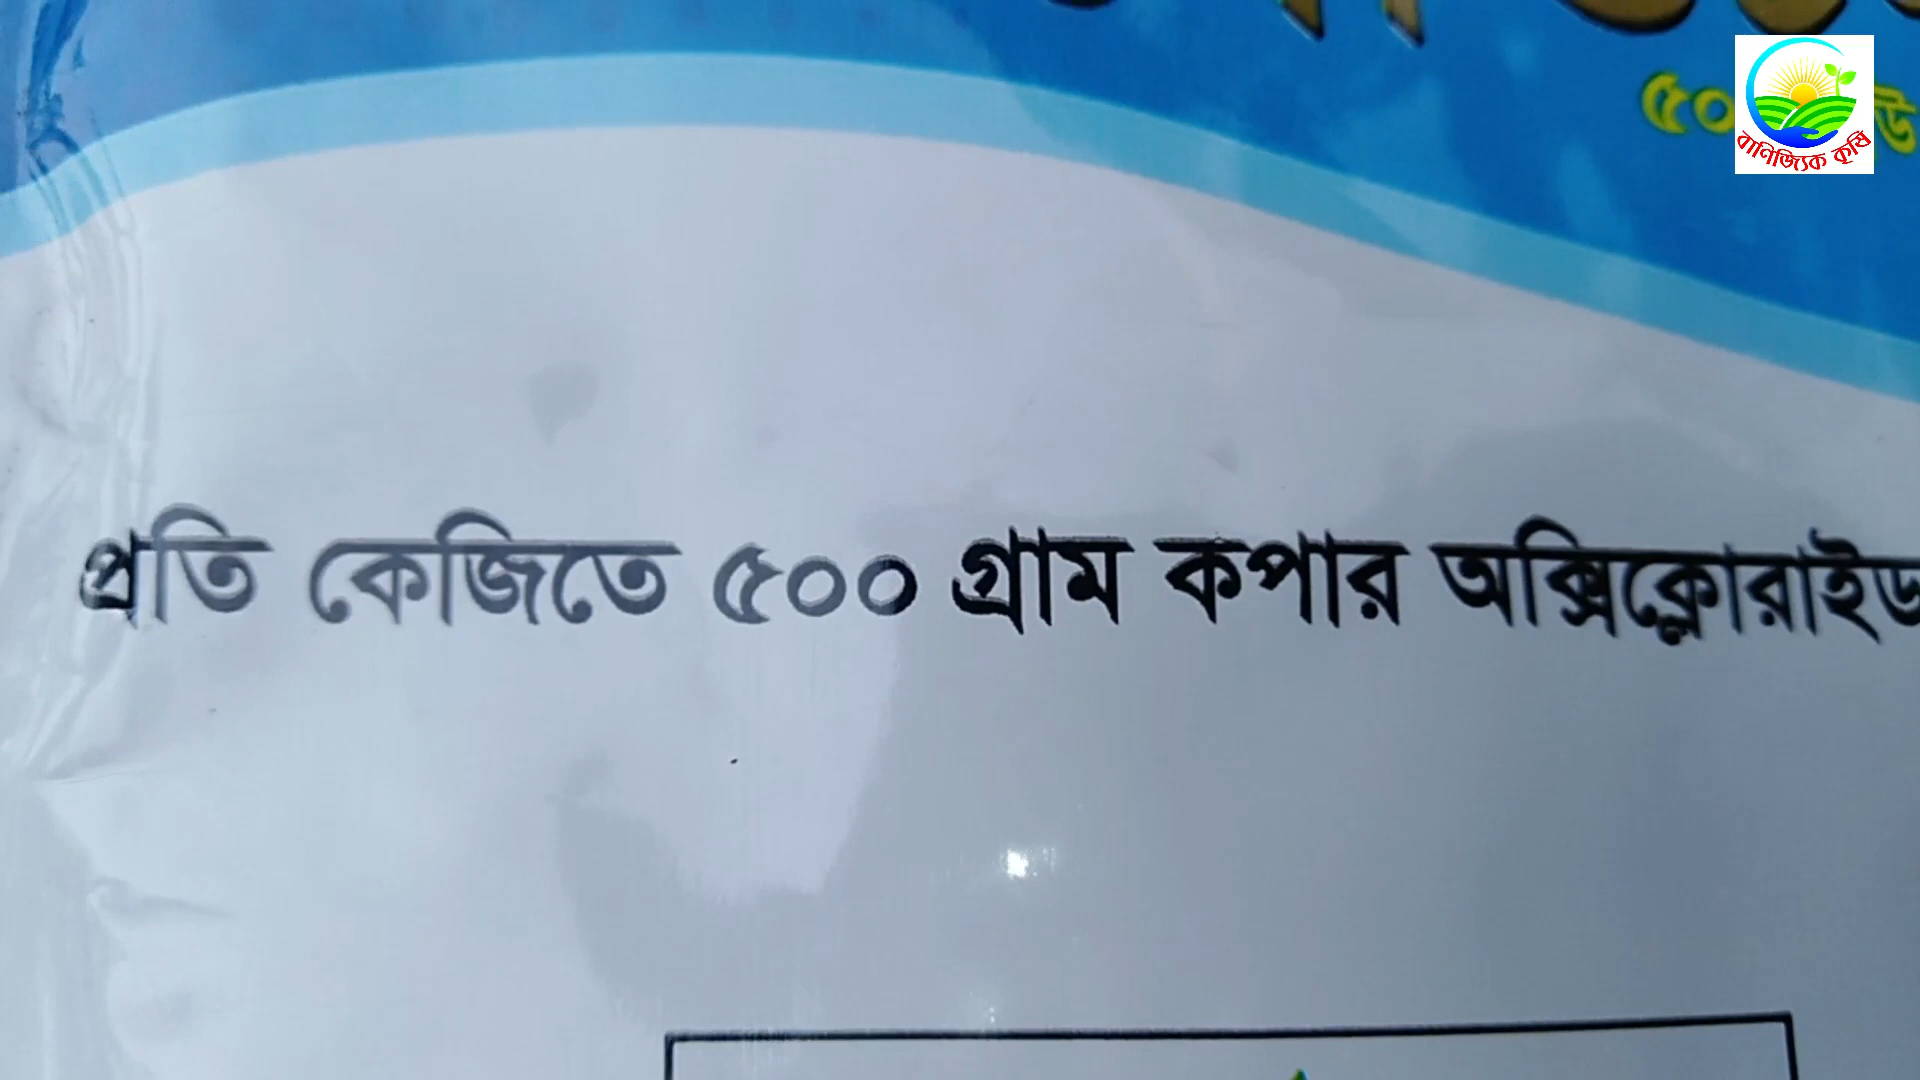 বাণিজ্যিক কৃষি
প্রতি কেজিতে ৫০০ গ্রাম কপার অক্সিক্লোরাইড